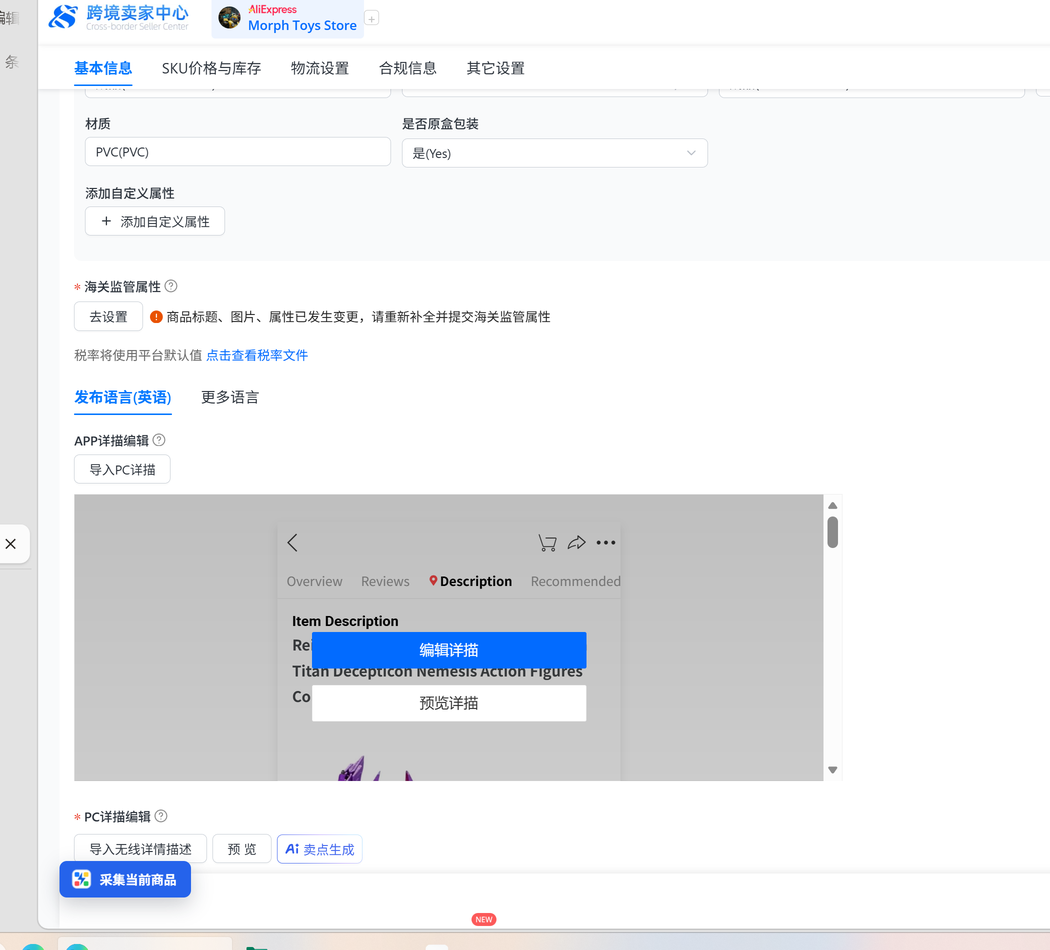 跨境卖家中心
Cross-border Seller Center
AliExpress
Morph Toys Store
条
基本信息 SKU价格与库存 物流设置 合规信息 其它设置
材质 是否原盒包装
PVC(PVC) 是(Yes)
添加自定义属性
+ 添加自定义属性
* 海关监管属性
去设置 商品标题、图片、属性已发生变更，请重新补全并提交海关监管属性
税率将使用平台默认值 点击查看税率文件
发布语言(英语) 更多语言
APP详描编辑
导入PC详描
Overview Reviews Description Recommended
Item Description
编辑详描
Titan Decepticon Nemesis Action Figures
Co
预览详描
* PC详描编辑
导入无线详情描述 预 览 Ai 卖点生成
采集当前商品
NEW